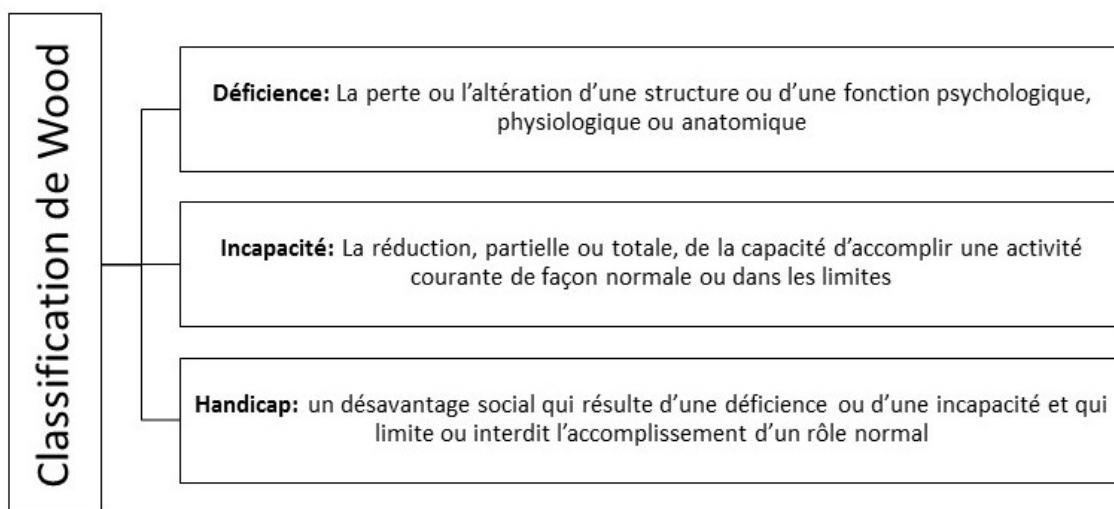 Classification de Wood
Déficience: La perte ou l'altération d'une structure ou d'une fonction psychologique,
physiologique ou anatomique
Incapacité: La réduction, partielle ou totale, de la capacité d'accomplir une activité
courante de façon normale ou dans les limites
Handicap: un désavantage social qui résulte d'une déficience ou d'une incapacité et qui
limite ou interdit l'accomplissement d'un rôle normal